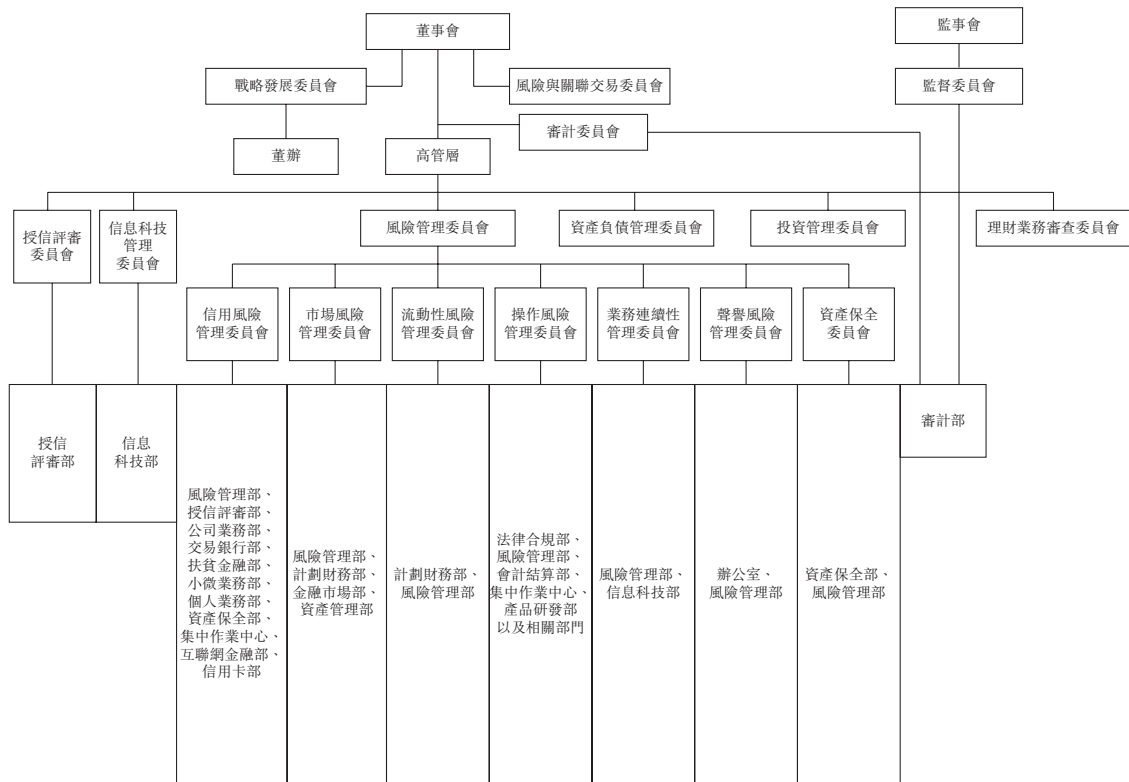 董事會
監事會
戰略發展委員會
風險與關聯交易委員會
監督委員會
審計委員會
董辦
高管層
授信評審
委員會
信息科技
管理
委員會
風險管理委員會
資產負債管理委員會
投資管理委員會
理財業務審查委員會
信用風險
管理委員會
市場風險
管理委員會
流動性風險
管理委員會
操作風險
管理委員會
業務連續性
管理委員會
聲譽風險
管理委員會
資產保全
委員會
授信
評審部
信息
科技部
風險管理部、
授信評審部、
公司業務部、
交易銀行部、
扶貧金融部、
小微業務部、
個人業務部、
資產保全部、
集中作業中心、
互聯網金融部、
信用卡部
風險管理部、
計劃財務部、
金融市場部、
資產管理部
計劃財務部、
風險管理部
法律合規部、
風險管理部、
會計結算部、
集中作業中心、
產品研發部
以及相關部門
風險管理部、
信息科技部
辦公室、
風險管理部
資產保全部、
風險管理部
審計部